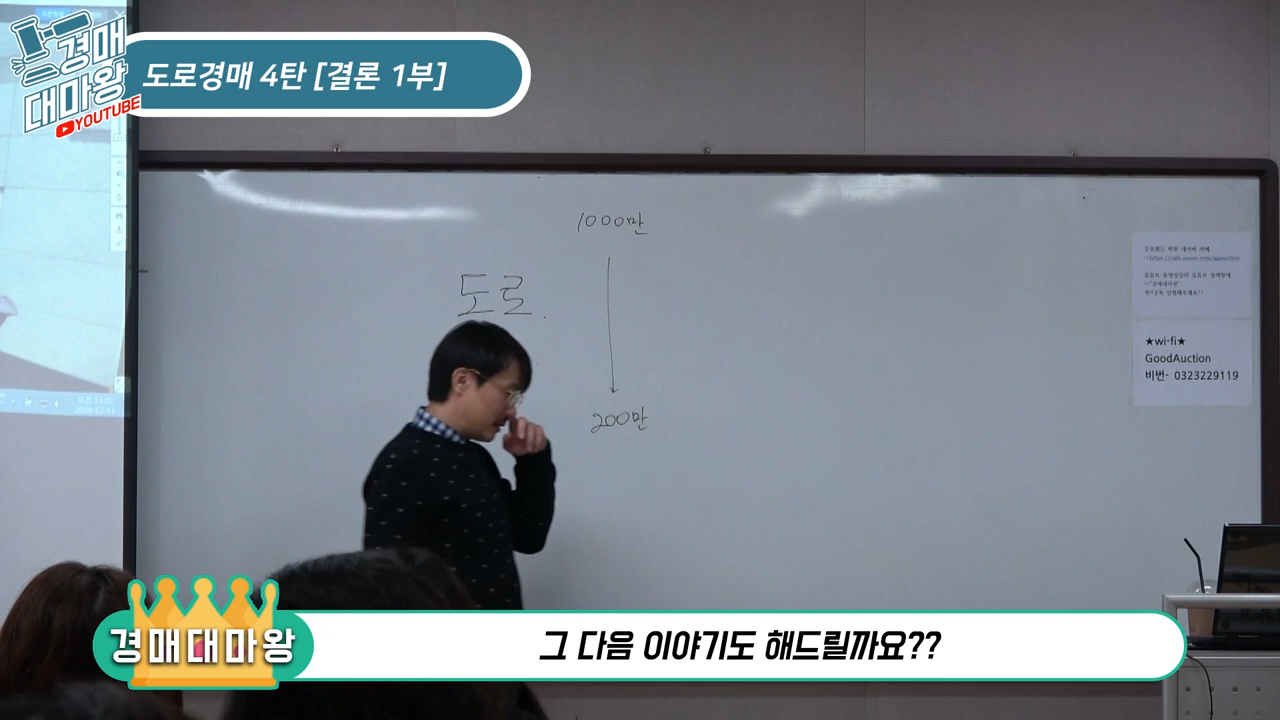 경매
대마왕
YOUTUBE
도로경매 4탄 [결론 1부]
1000만
도로.
200만
★wi-fi★
GoodAuction
비번- 0323229119
경매대마왕
그 다음 이야기도 해드릴까요??